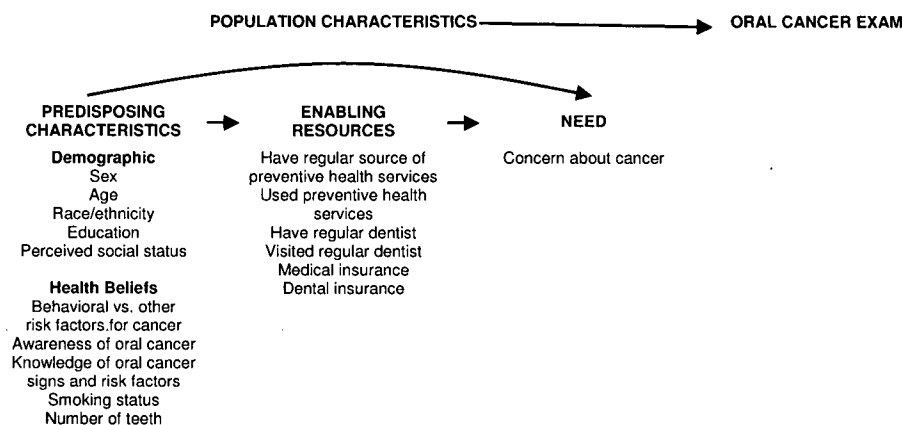 POPULATION CHARACTERISTICS
ORAL CANCER EXAM
PREDISPOSING
CHARACTERISTICS
Demographic
Sex
Age
Race/ethnicity
Education
Perceived social status
Health Beliefs
Behavioral vs. other
risk factors.for cancer
Awareness of oral cancer
Knowledge of oral cancer
signs and risk factors
Smoking status
Number of teeth
ENABLING
RESOURCES
Have regular source of
preventive health services
Used preventive health
services
Have regular dentist
Visited regular dentist
Medical insurance
Dental insurance
NEED
Concern about cancer